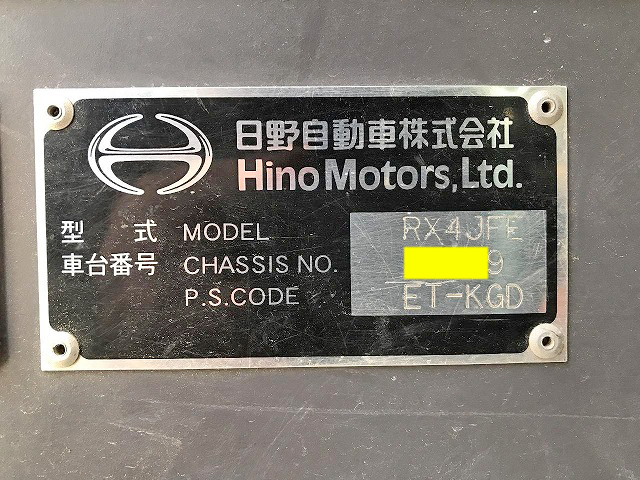 日野自動車株式会社
Hino Motors, Ltd.
型 式 MODEL RX4JFE
車台番号 CHASSIS NO. 9
P.S.CODE ET-KGD